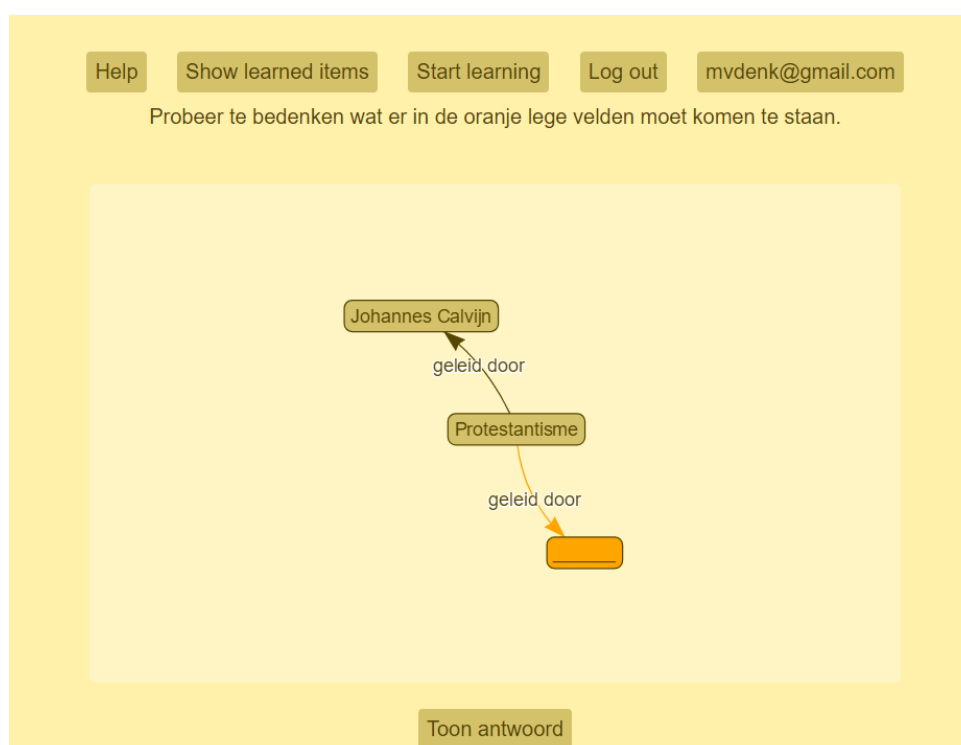 Help Show learned items Start learning Log out mvdenk@gmail.com
Probeer te bedenken wat er in de oranje lege velden moet komen te staan.
Johannes Calvijn
geleid door
Protestantisme
geleid door
_______
Toon antwoord